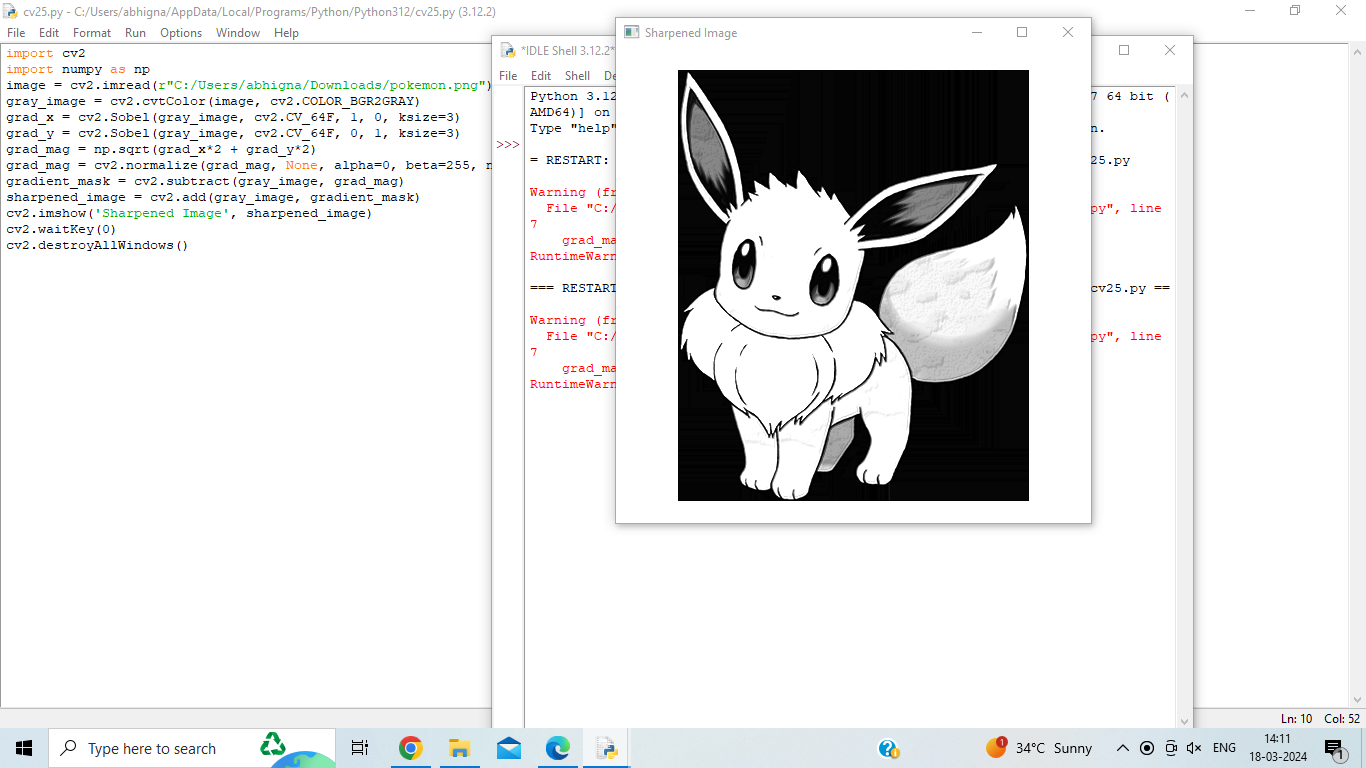 cv25.py - C:/Users/abhigna/AppData/Local/Programs/Python/Python312/cv25.py (3.12.2)
File Edit Format Run Options Window Help
import cv2
import numpy as np
image = cv2.imread(r"C:/Users/abhigna/Downloads/pokemon.png")
gray_image = cv2.cvtColor(image, cv2.COLOR_BGR2GRAY)
grad_x = cv2.Sobel(gray_image, cv2.CV_64F, 1, 0, ksize=3)
grad_y = cv2.Sobel(gray_image, cv2.CV_64F, 0, 1, ksize=3)
grad_mag = np.sqrt(grad_x*2 + grad_y*2)
grad_mag = cv2.normalize(grad_mag, None, alpha=0, beta=255, n
gradient_mask = cv2.subtract(gray_image, grad_mag)
sharpened_image = cv2.add(gray_image, gradient_mask)
cv2.imshow('Sharpened Image', sharpened_image)
cv2.waitKey(0)
cv2.destroyAllWindows()
*IDLE Shell 3.12.2*
File Edit Shell De
Python 3.12 7 64 bit (
AMD64)] on
Type "help" n.
>>>
= RESTART: 25.py
Warning (fr
File "C:/ py", line
7
grad_ma
RuntimeWarn
=== RESTART cv25.py ==
Warning (fr
File "C:/ py", line
7
grad_ma
RuntimeWarn
Sharpened Image
Ln: 10 Col: 52
Type here to search
1
34°C Sunny
ENG
14:11
18-03-2024
1